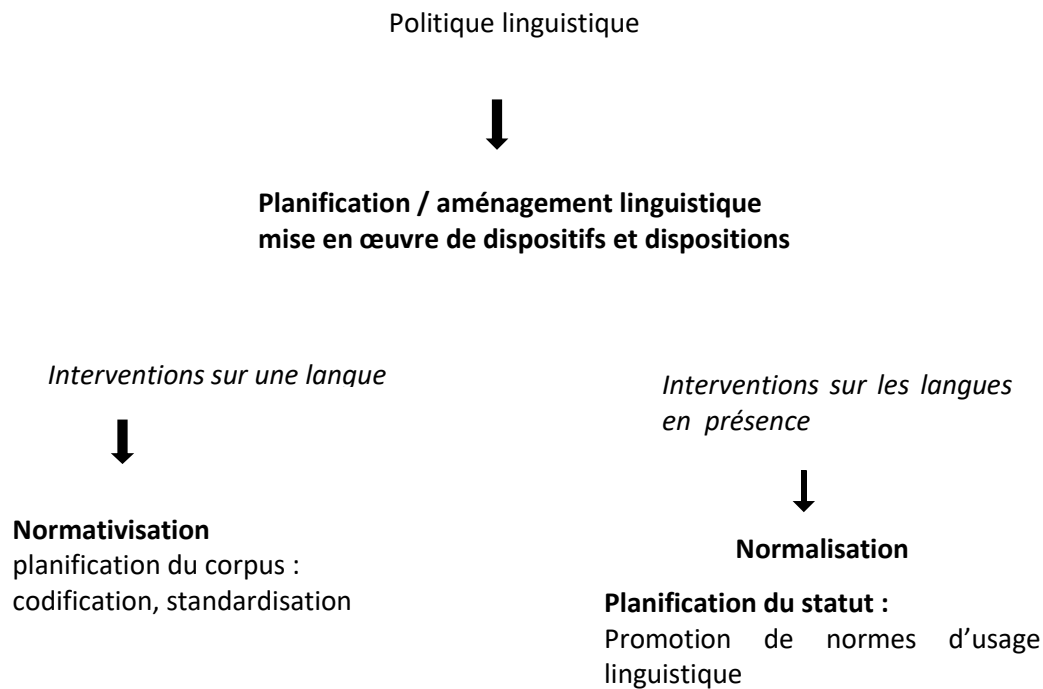 Politique linguistique
Planification / aménagement linguistique
mise en œuvre de dispositifs et dispositions
Interventions sur une langue
Interventions sur les langues
en présence
Normativisation
planification du corpus :
codification, standardisation
Normalisation
Planification du statut :
Promotion de normes d’usage
linguistique